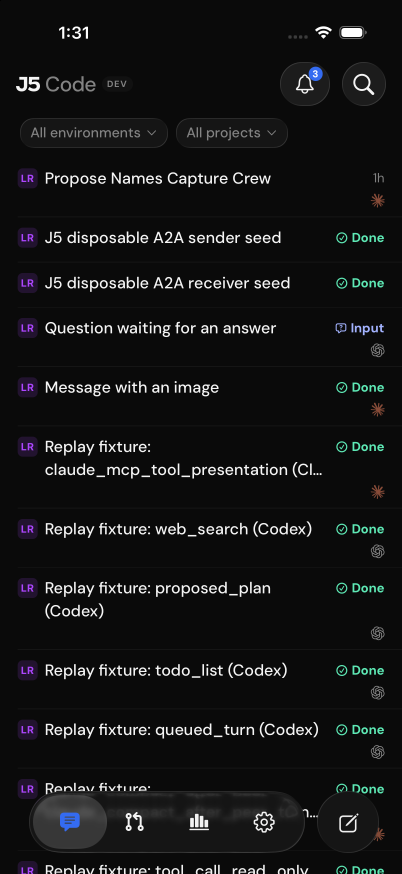 1:31
J5 Code DEV
3
All environments
All projects
LR Propose Names Capture Crew 1h
LR J5 disposable A2A sender seed Done
LR J5 disposable A2A receiver seed Done
LR Question waiting for an answer Input
LR Message with an image Done
LR Replay fixture: Done
claude_mcp_tool_presentation (Cl...
LR Replay fixture: web_search (Codex) Done
LR Replay fixture: proposed_plan Done
(Codex)
LR Replay fixture: todo_list (Codex) Done
LR Replay fixture: queued_turn (Codex) Done
LR Replay fixture: Done
LR Replay fixture: tool_call_read_only Done